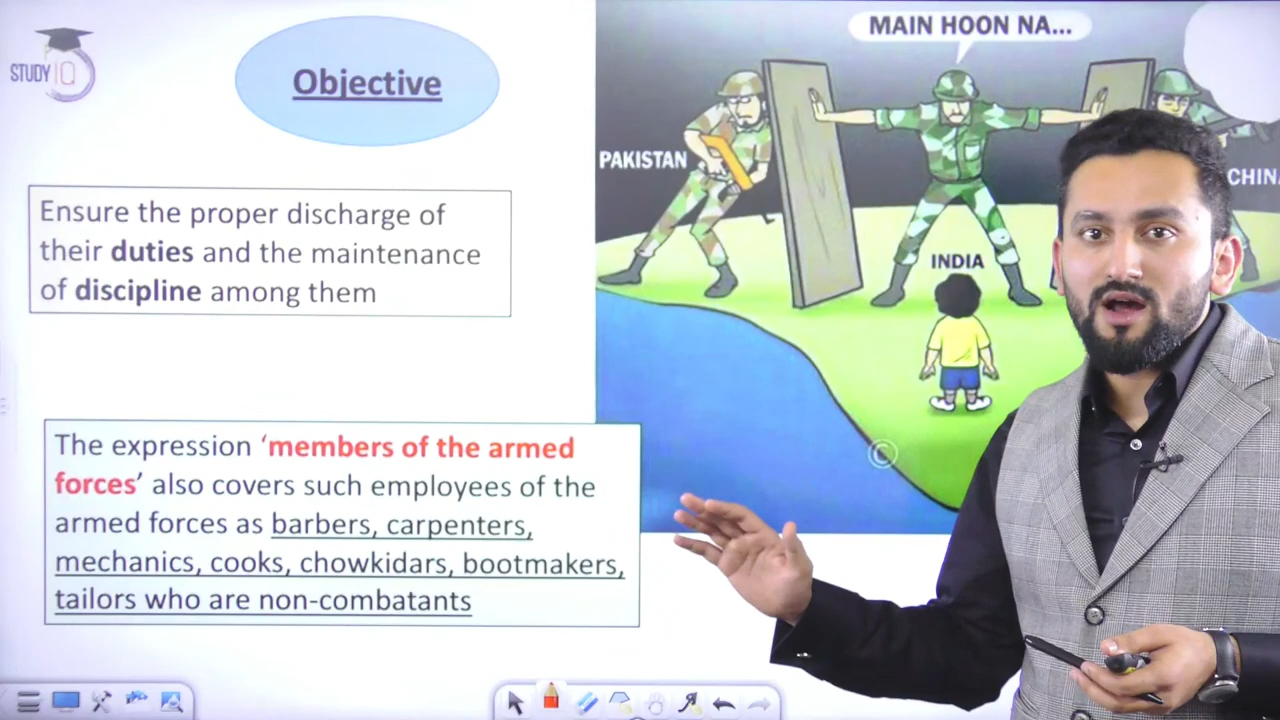 STUDY IQ
Objective
Ensure the proper discharge of
their duties and the maintenance
of discipline among them
The expression ‘members of the armed
forces’ also covers such employees of the
armed forces as barbers, carpenters,
mechanics, cooks, chowkidars, bootmakers,
tailors who are non-combatants
MAIN HOON NA...
PAKISTAN
CHINA
INDIA
©